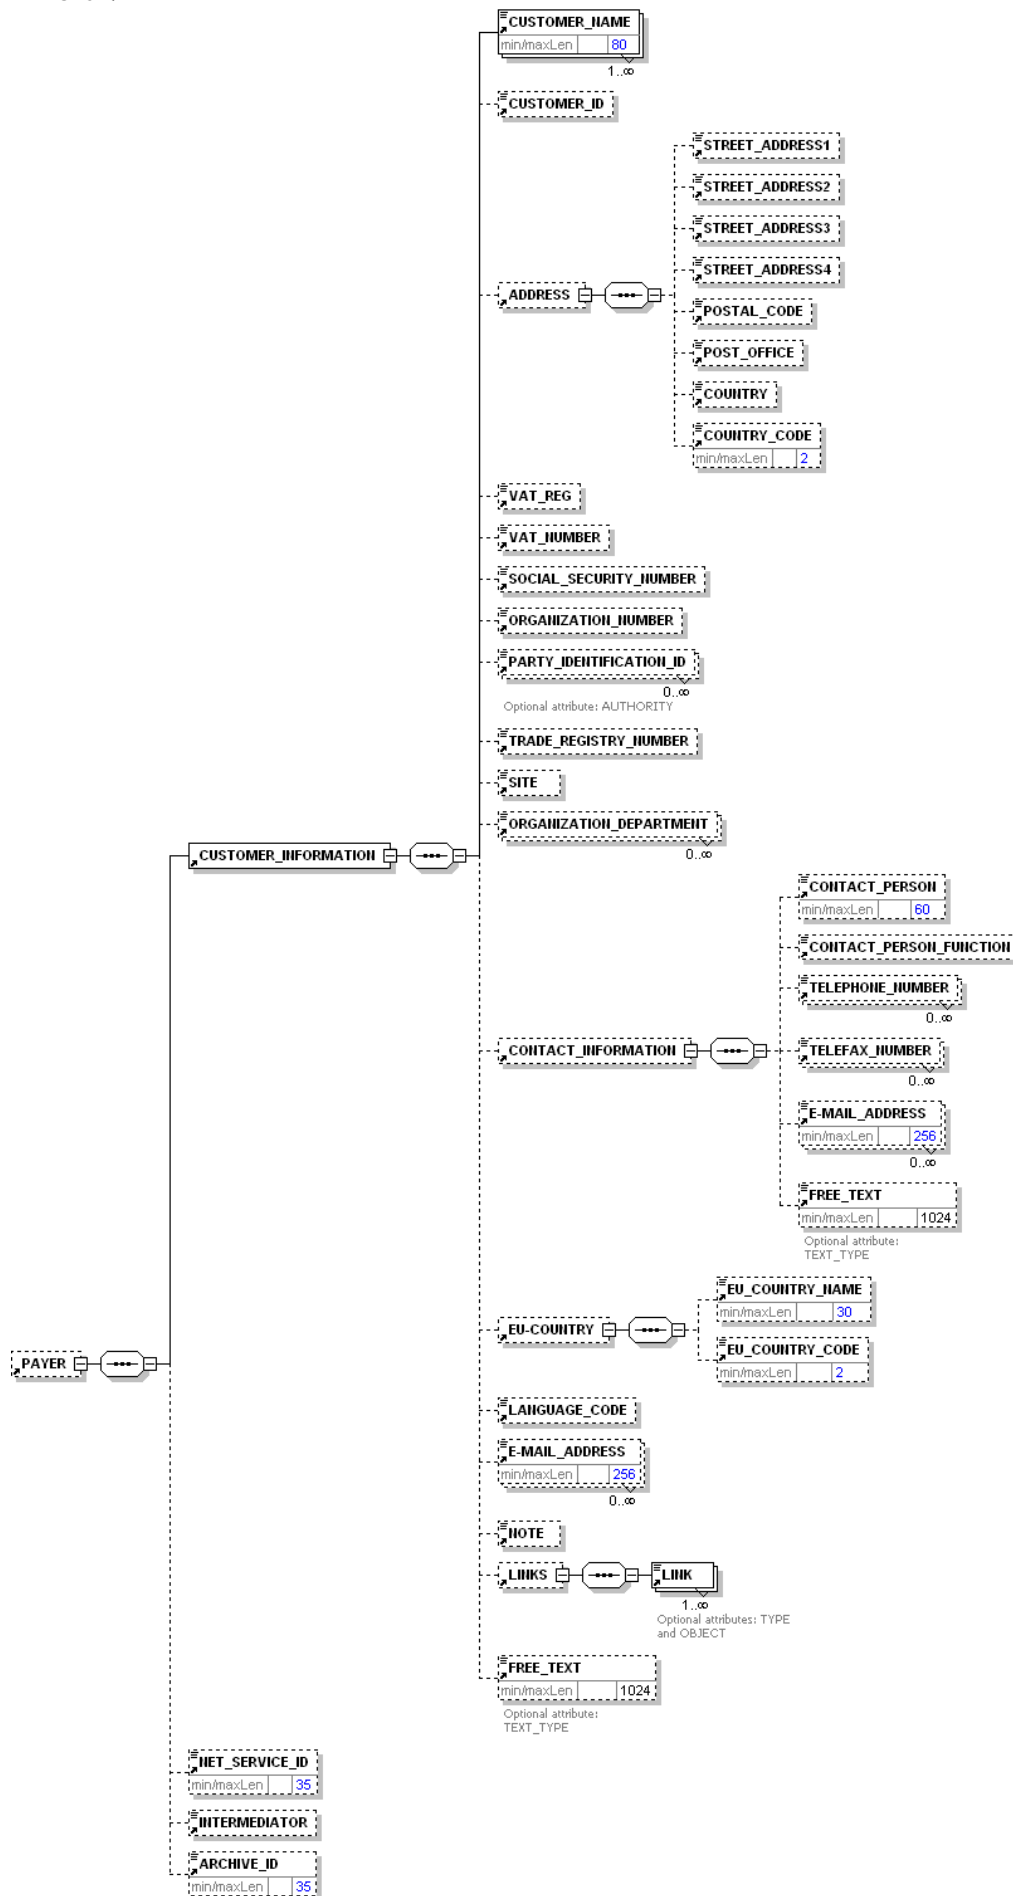 CUSTOMER_NAME
min/maxLen 80
1..∞
CUSTOMER_ID
STREET_ADDRESS1
STREET_ADDRESS2
STREET_ADDRESS3
STREET_ADDRESS4
ADDRESS
POSTAL_CODE
POST_OFFICE
COUNTRY
COUNTRY_CODE
min/maxLen 2
VAT_REG
VAT_NUMBER
SOCIAL_SECURITY_NUMBER
ORGANIZATION_NUMBER
PARTY_IDENTIFICATION_ID
0..∞
Optional attribute: AUTHORITY
TRADE_REGISTRY_NUMBER
SITE
ORGANIZATION_DEPARTMENT
0..∞
CUSTOMER_INFORMATION
CONTACT_PERSON
min/maxLen 60
CONTACT_PERSON_FUNCTION
TELEPHONE_NUMBER
0..∞
CONTACT_INFORMATION
TELEFAX_NUMBER
0..∞
E-MAIL_ADDRESS
min/maxLen 256
0..∞
FREE_TEXT
min/maxLen 1024
Optional attribute:
TEXT_TYPE
EU_COUNTRY_NAME
min/maxLen 30
EU-COUNTRY
EU_COUNTRY_CODE
min/maxLen 2
PAYER
LANGUAGE_CODE
E-MAIL_ADDRESS
min/maxLen 256
0..∞
NOTE
LINKS
LINK
1..∞
Optional attributes: TYPE
and OBJECT
FREE_TEXT
min/maxLen 1024
Optional attribute:
TEXT_TYPE
NET_SERVICE_ID
min/maxLen 35
INTERMEDIATOR
ARCHIVE_ID
min/maxLen 35